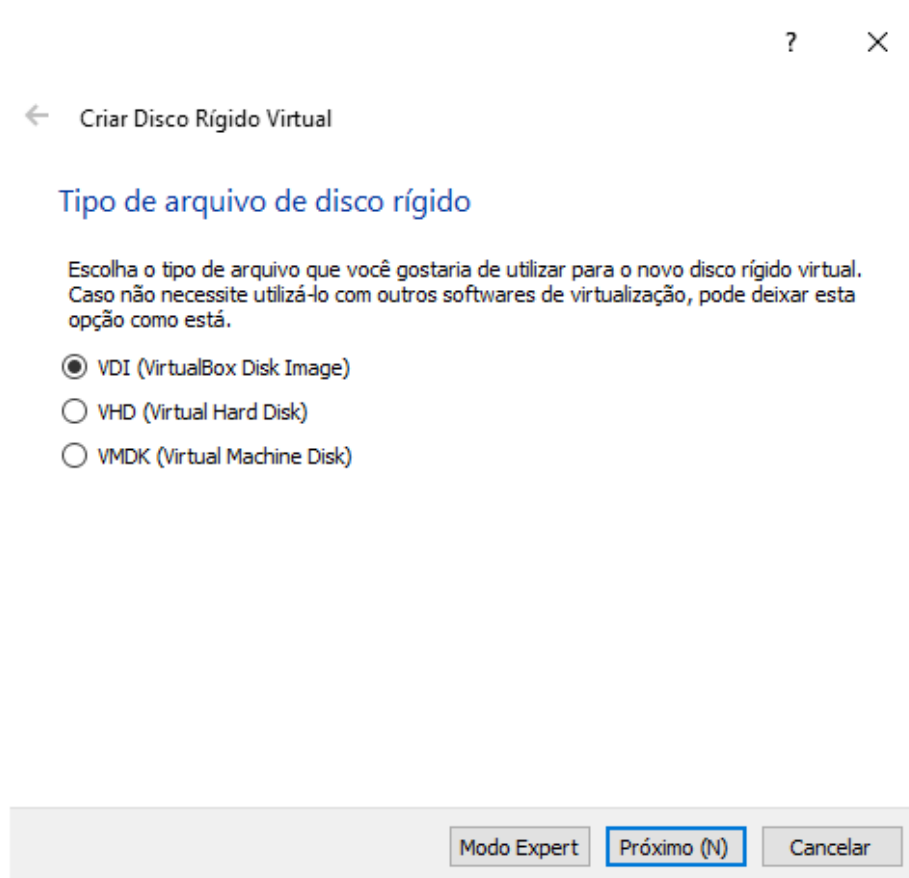 ?
Criar Disco Rígido Virtual
Tipo de arquivo de disco rígido
Escolha o tipo de arquivo que você gostaria de utilizar para o novo disco rígido virtual.
Caso não necessite utilizá-lo com outros softwares de virtualização, pode deixar esta
opção como está.
VDI (VirtualBox Disk Image)
VHD (Virtual Hard Disk)
VMDK (Virtual Machine Disk)
Modo Expert Próximo (N) Cancelar